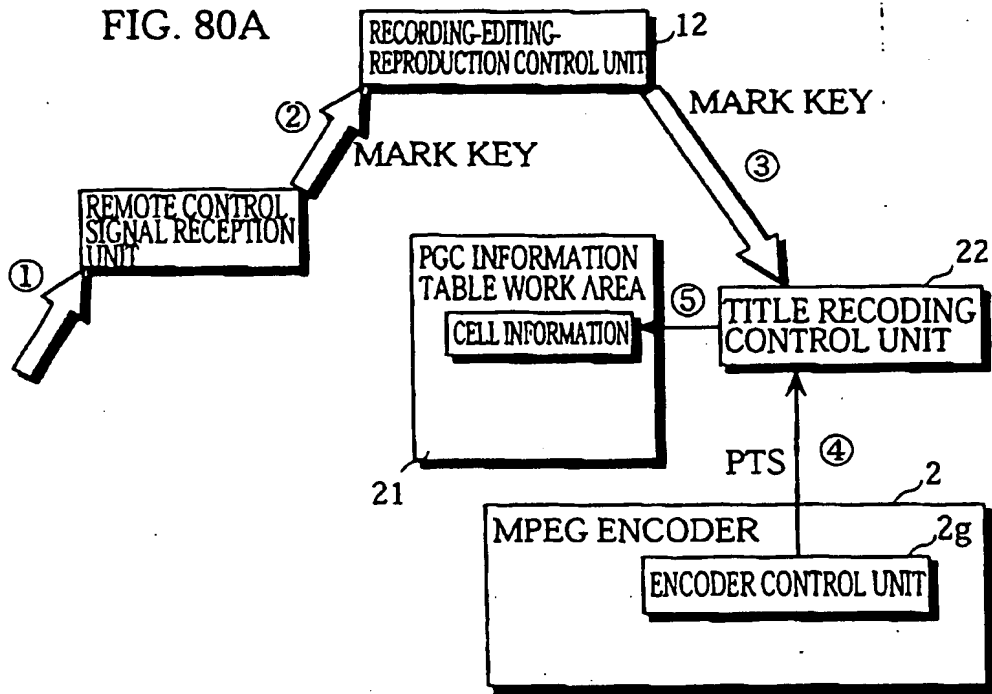 FIG. 80A
RECORDING-EDITING-
REPRODUCTION CONTROL UNIT
12
②
MARK KEY
MARK KEY
③
REMOTE CONTROL
SIGNAL RECEPTION
UNIT
①
PGC INFORMATION
TABLE WORK AREA
CELL INFORMATION
⑤
22
TITLE RECODING
CONTROL UNIT
21
PTS
④
2
MPEG ENCODER
2g
ENCODER CONTROL UNIT